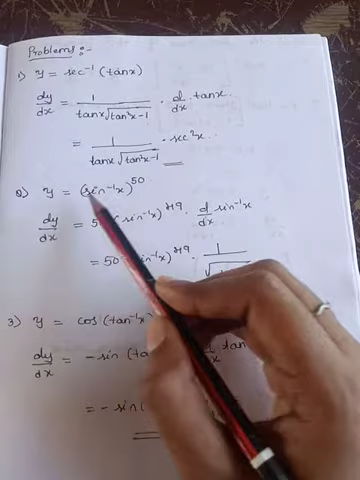 Problems :-
1) y = sec⁻¹ (tanx)
dy/dx = 1/(tanx√(tan²x-1)) · d/dx · tanx.
= 1/(tanx √(tan²x-1)) · sec²x
2) y = (sin⁻¹x)⁵⁰.
dy/dx = 5 sin⁻¹x)⁴⁹ · d/dx sin⁻¹x
= 50 in⁻¹x)⁴⁹ · 1/√
3) y = cos(tan⁻¹x)
dy/dx = -sin (ta tan
= - sin(